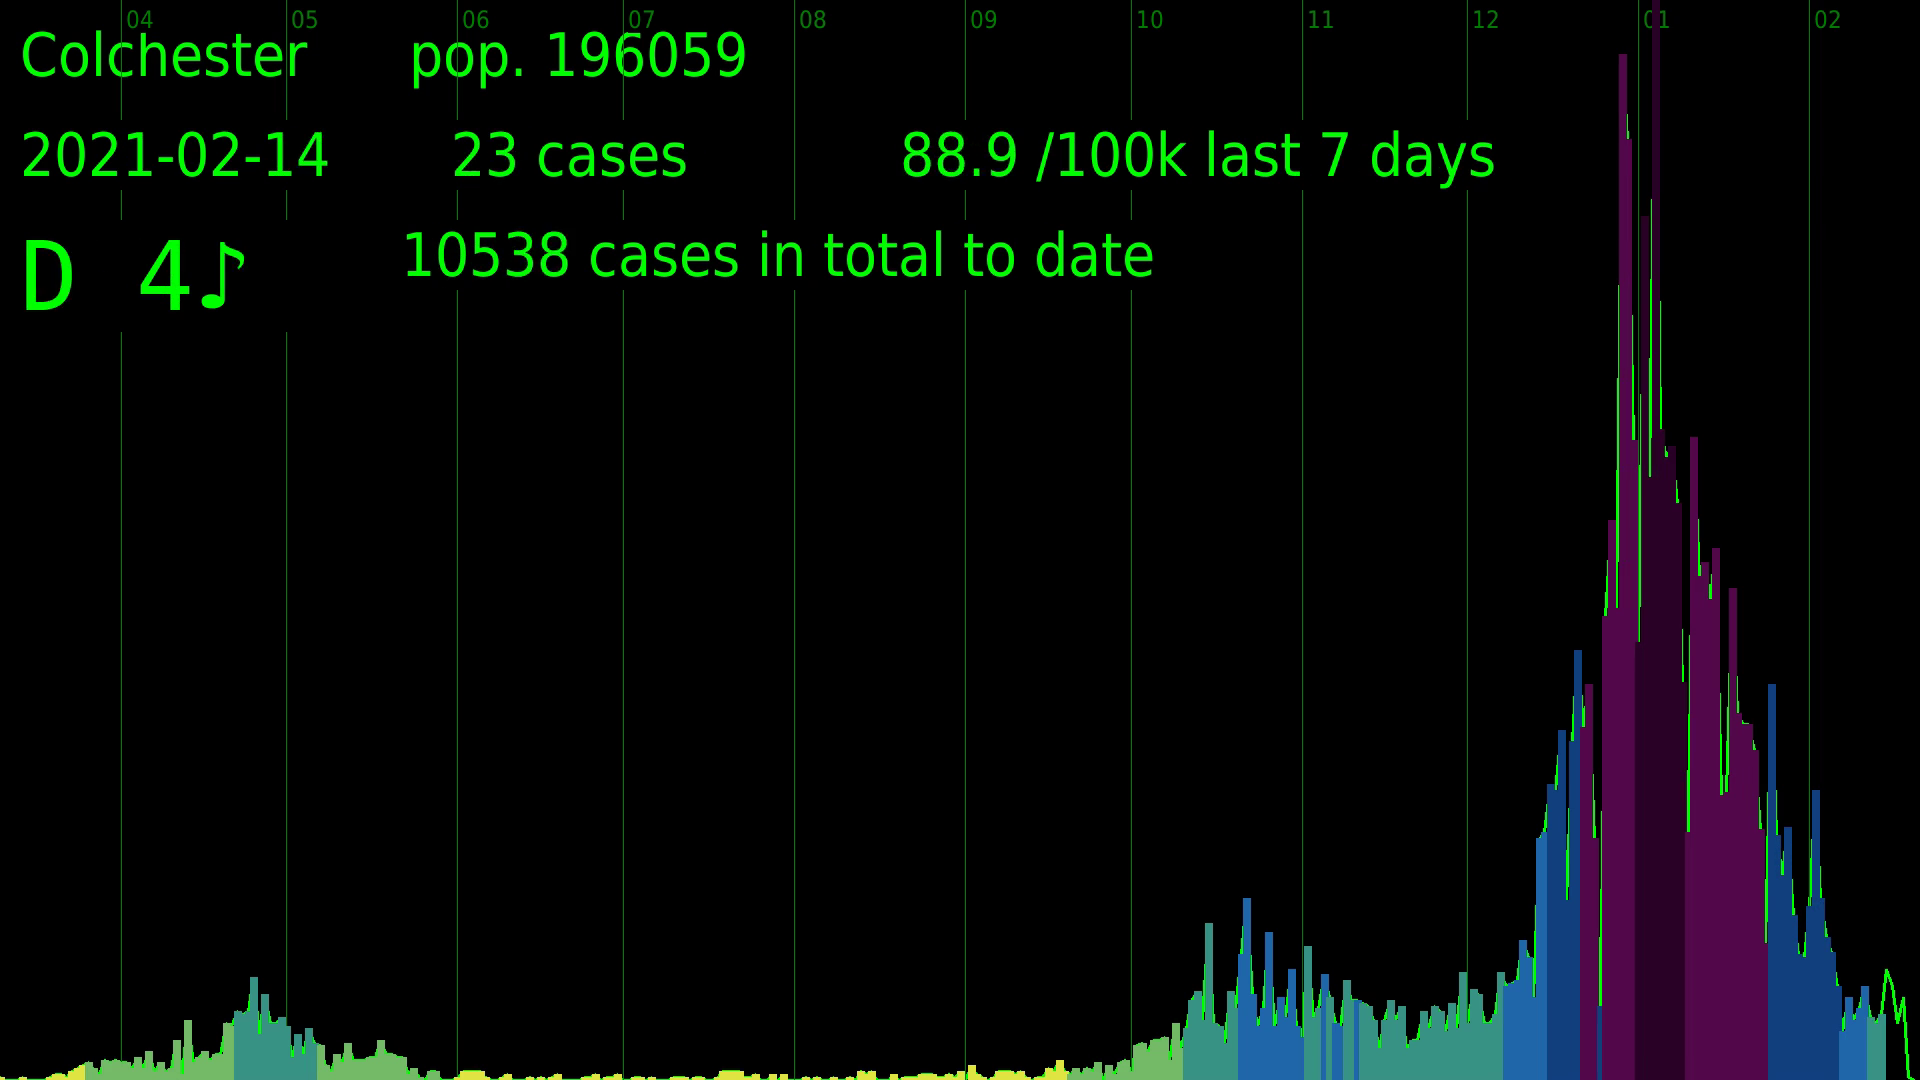 04 05 06 07 08 09 10 11 12 01 02
Colchester pop. 196059
2021-02-14 23 cases 88.9 /100k last 7 days
D 4♪ 10538 cases in total to date